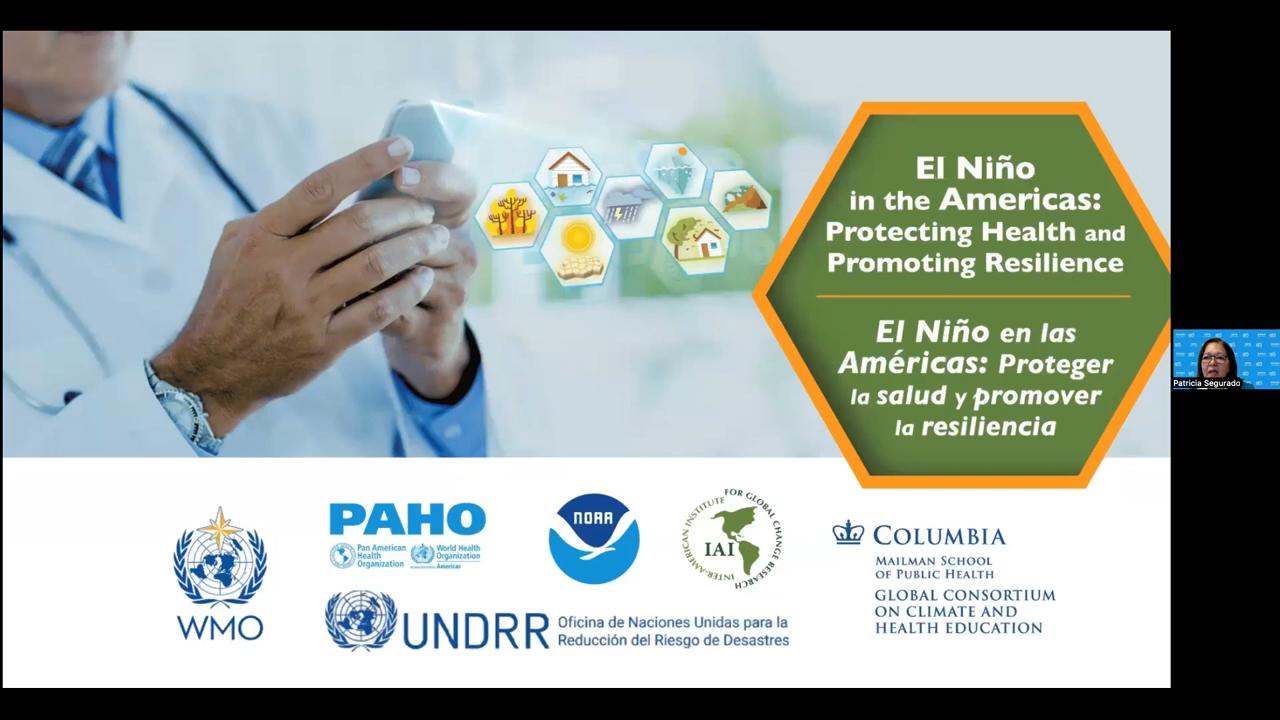 El Niño
in the Americas:
Protecting Health and
Promoting Resilience
El Niño en las
Américas: Proteger
la salud y promover
la resiliencia
Patricia Segurado
WMO
PAHO
Pan American
Health
Organization
World Health
Organization
Americas
NOAA
INTER-AMERICAN INSTITUTE FOR GLOBAL CHANGE RESEARCH
IAI
COLUMBIA
MAILMAN SCHOOL
OF PUBLIC HEALTH
GLOBAL CONSORTIUM
ON CLIMATE AND
HEALTH EDUCATION
UNDRR
Oficina de Naciones Unidas para la
Reducción del Riesgo de Desastres